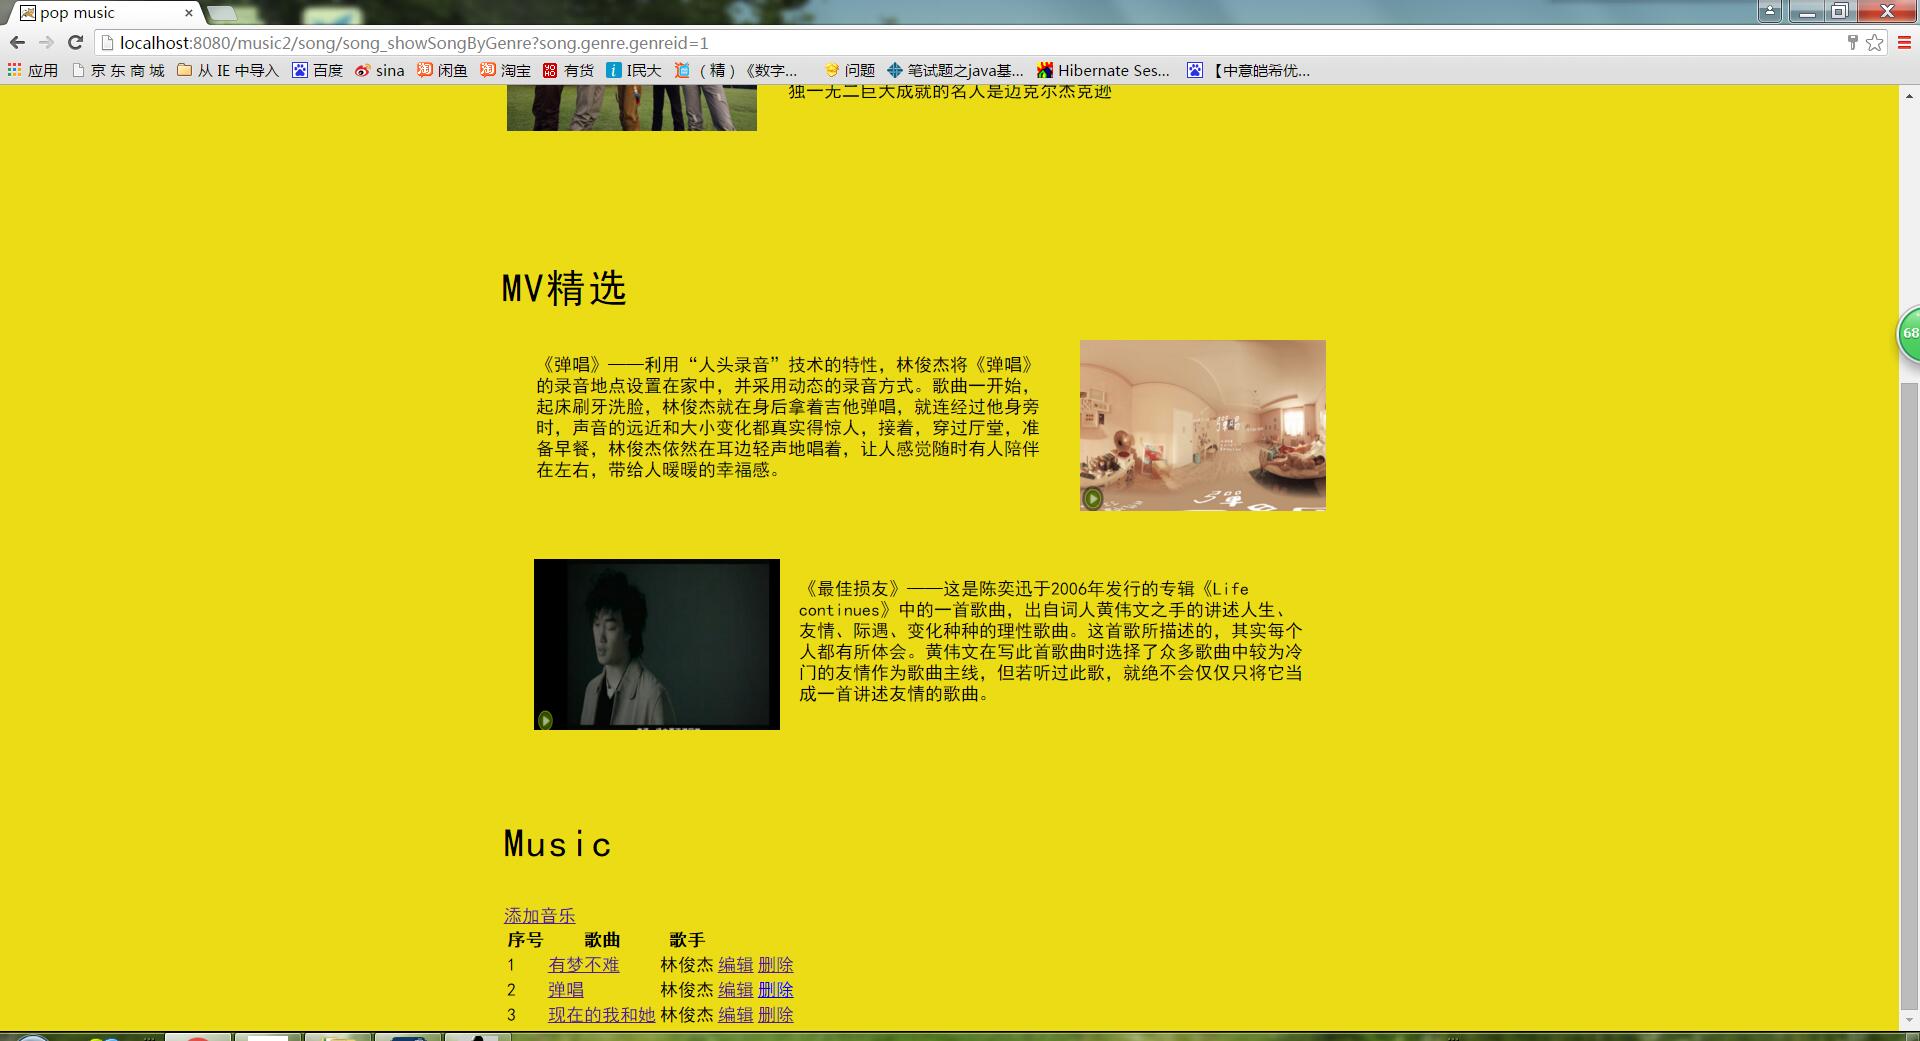 pop music
localhost:8080/music2/song/song_showSongByGenre?song.genre.genreid=1
应用 京东商城 从 IE 中导入 百度 sina 闲鱼 淘宝 有货 I民大 （精）《数字... 问题 笔试题之java基... Hibernate Ses... 【中意皑希优...
独一无二巨大成就的名人是迈克尔杰克逊
MV精选
《弹唱》——利用“人头录音”技术的特性，林俊杰将《弹唱》
的录音地点设置在家中，并采用动态的录音方式。歌曲一开始，
起床刷牙洗脸，林俊杰就在身后拿着吉他弹唱，就连经过他身旁
时，声音的远近和大小变化都真实得惊人，接着，穿过厅堂，准
备早餐，林俊杰依然在耳边轻声地唱着，让人感觉随时有人陪伴
在左右，带给人暖暖的幸福感。
弹唱
《最佳损友》——这是陈奕迅于2006年发行的专辑《Life
continues》中的一首歌曲，出自词人黄伟文之手的讲述人生、
友情、际遇、变化种种的理性歌曲。这首歌所描述的，其实每个
人都有所体会。黄伟文在写此首歌曲时选择了众多歌曲中较为冷
门的友情作为歌曲主线，但若听过此歌，就绝不会仅仅只将它当
成一首讲述友情的歌曲。
Music
添加音乐
序号 歌曲 歌手
1 有梦不难 林俊杰 编辑 删除
2 弹唱 林俊杰 编辑 删除
3 现在的我和她 林俊杰 编辑 删除
68